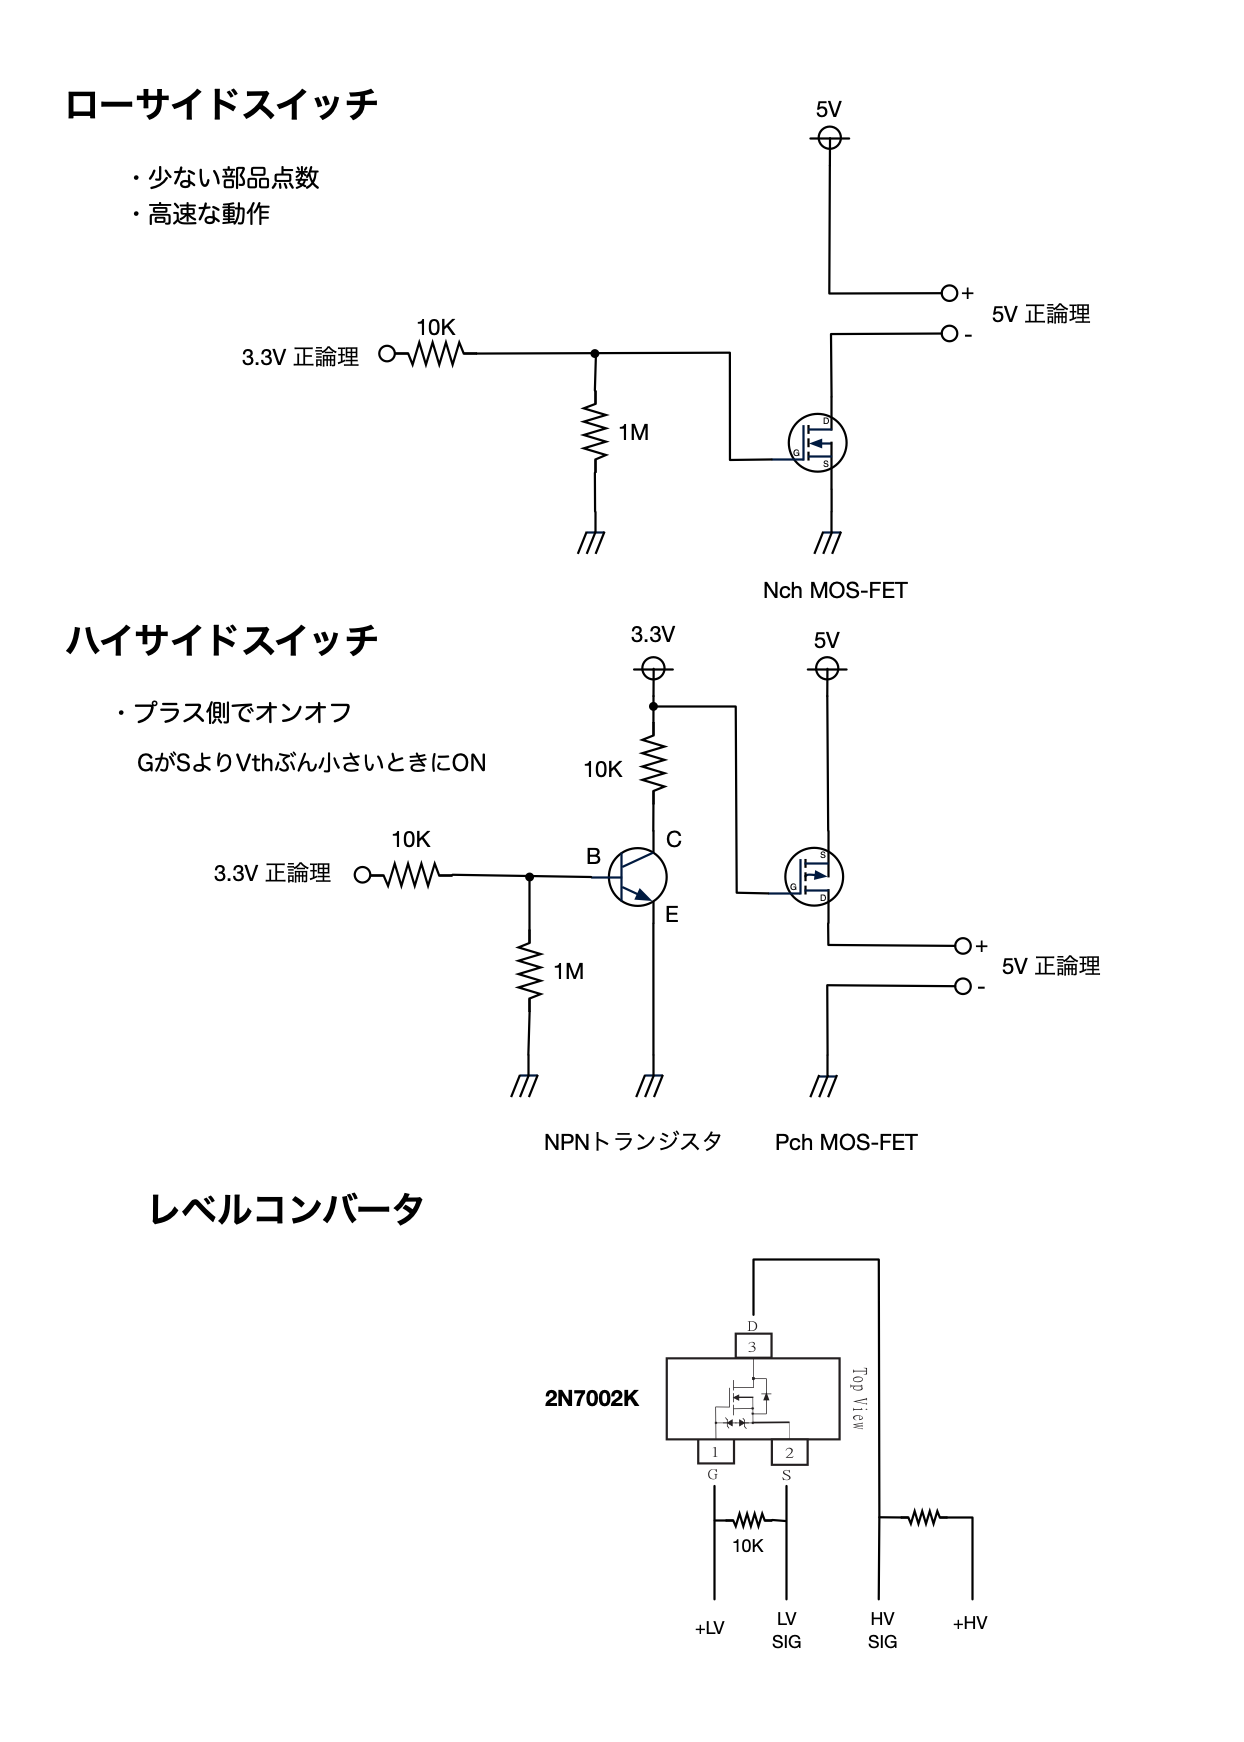 ローサイドスイッチ
・少ない部品点数
・高速な動作
5V
+
5V 正論理
-
10K
3.3V 正論理
1M
D
G
S
Nch MOS-FET
ハイサイドスイッチ
・プラス側でオンオフ
GがSよりVthぶん小さいときにON
3.3V
5V
10K
10K
B
C
3.3V 正論理
E
S
G
D
+
5V 正論理
-
1M
NPNトランジスタ
Pch MOS-FET
レベルコンバータ
D
3
2N7002K
Top View
1
2
G
S
10K
+LV
LV
SIG
HV
SIG
+HV